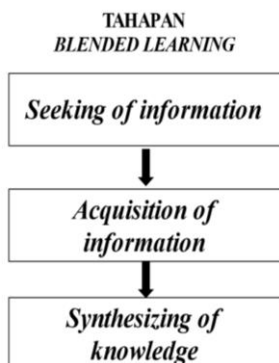 TAHAPAN
BLENDED LEARNING
Seeking of information
Acquisition of
information
Synthesizing of
knowledge